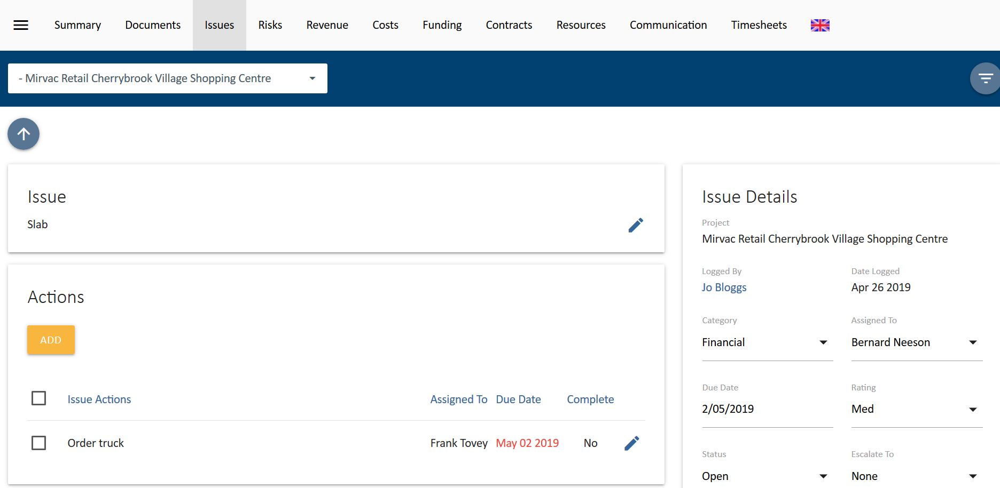 Summary Documents Issues Risks Revenue Costs Funding Contracts Resources Communication Timesheets
- Mirvac Retail Cherrybrook Village Shopping Centre
Issue
Slab
Actions
ADD
Issue Actions Assigned To Due Date Complete
Order truck Frank Tovey May 02 2019 No
Issue Details
Project
Mirvac Retail Cherrybrook Village Shopping Centre
Logged By Date Logged
Jo Bloggs Apr 26 2019
Category Assigned To
Financial Bernard Neeson
Due Date Rating
2/05/2019 Med
Status Escalate To
Open None